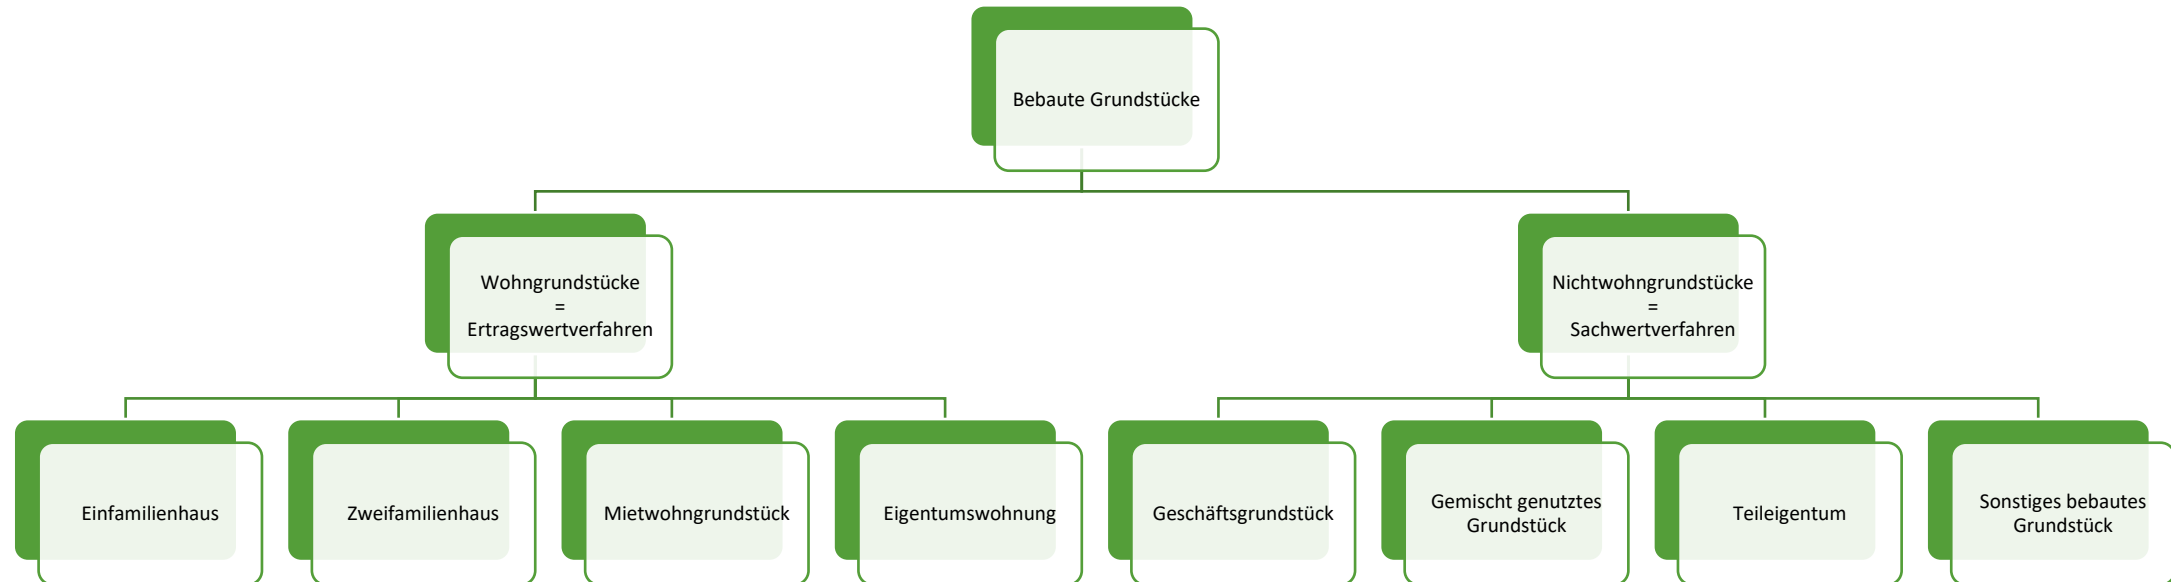 Bebaute Grundstücke
Wohngrundstücke
=
Ertragswertverfahren
Nichtwohngrundstücke
=
Sachwertverfahren
Einfamilienhaus
Zweifamilienhaus
Mietwohngrundstück
Eigentumswohnung
Geschäftsgrundstück
Gemischt genutztes
Grundstück
Teileigentum
Sonstiges bebautes
Grundstück